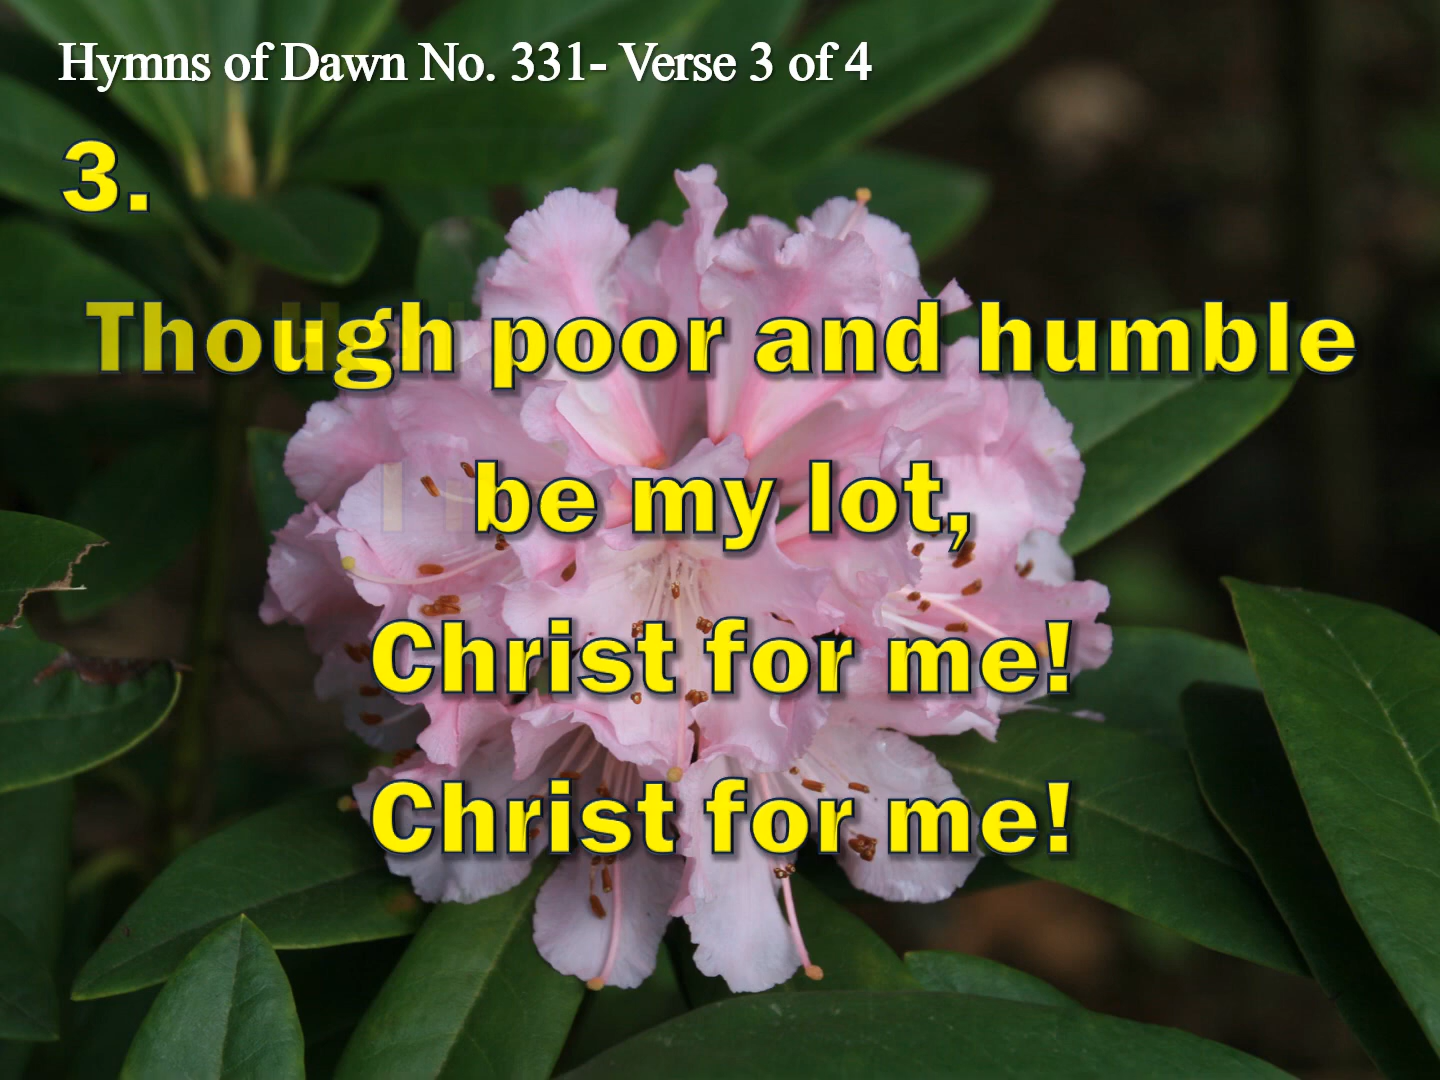 Hymns of Dawn No. 331- Verse 3 of 4
3.
Though poor and humble
be my lot,
Christ for me!
Christ for me!